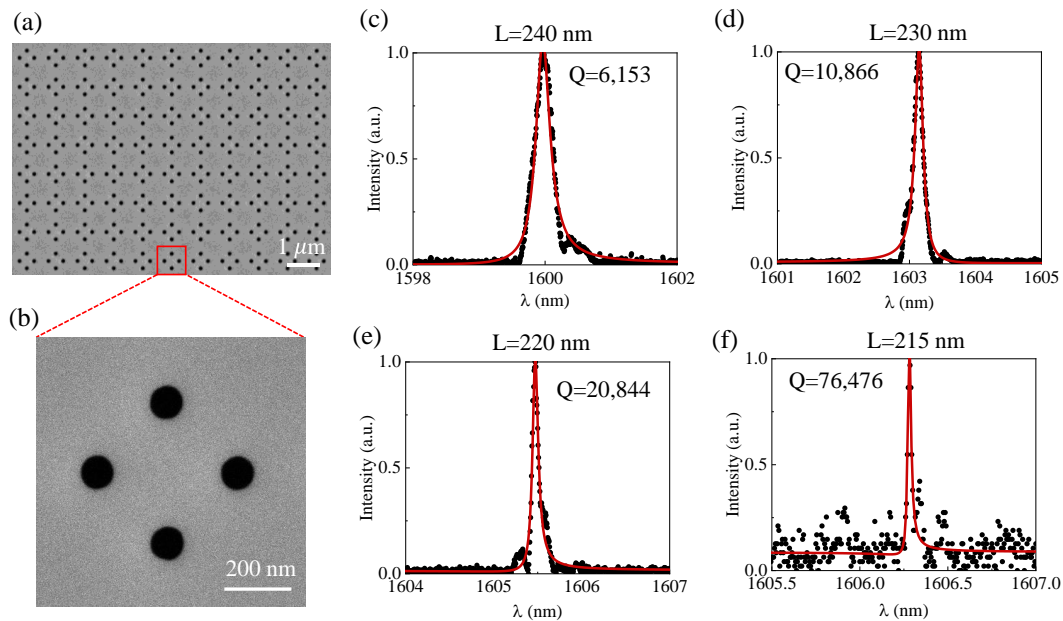 (a)
1 μm
(b)
200 nm
(c)
L=240 nm
Q=6,153
Intensity (a.u.)
1.0
0.5
0.0
1598
1600
1602
λ (nm)
(d)
L=230 nm
Q=10,866
Intensity (a.u.)
1.0
0.5
0.0
1601
1602
1603
1604
1605
λ (nm)
(e)
L=220 nm
Q=20,844
Intensity (a.u.)
1.0
0.5
0.0
1604
1605
1606
1607
λ (nm)
(f)
L=215 nm
Q=76,476
Intensity (a.u.)
1.0
0.5
0.0
1605.5
1606.0
1606.5
1607.0
λ (nm)